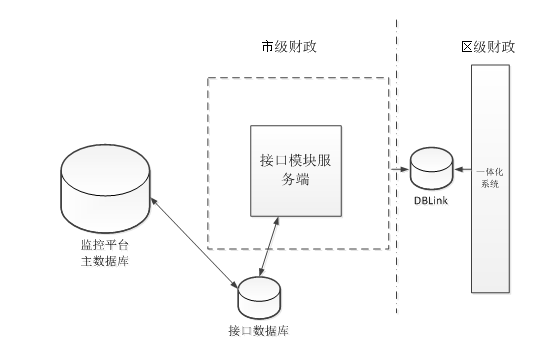 市级财政
区级财政
接口模块服
务端
一体化
系统
DBLink
监控平台
主数据库
接口数据库